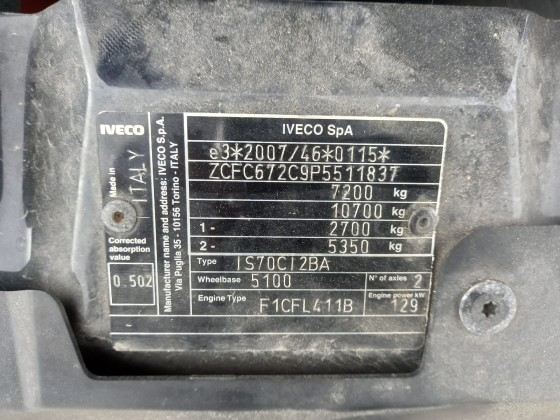 IVECO
IVECO SpA
Made in
ITALY
Manufacturer name and address: IVECO S.p.A.
Via Puglia 35 - 10156 Torino - ITALY
e3*2007/46*0115*
ZCFC672C9P5511837
7200 kg
10700 kg
1- 2700 kg
2- 5350 kg
Corrected
absorption
value
0.502
Type IS70CI2BA
Wheelbase 5100 N° of axles 2
Engine Type F1CFL411B Engine power kW 129